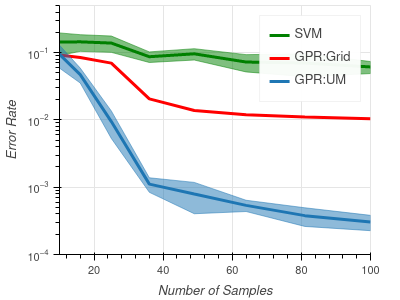 SVM
GPR:Grid
GPR:UM
10⁻¹
10⁻²
10⁻³
10⁻⁴
20 40 60 80 100
Error Rate
Number of Samples